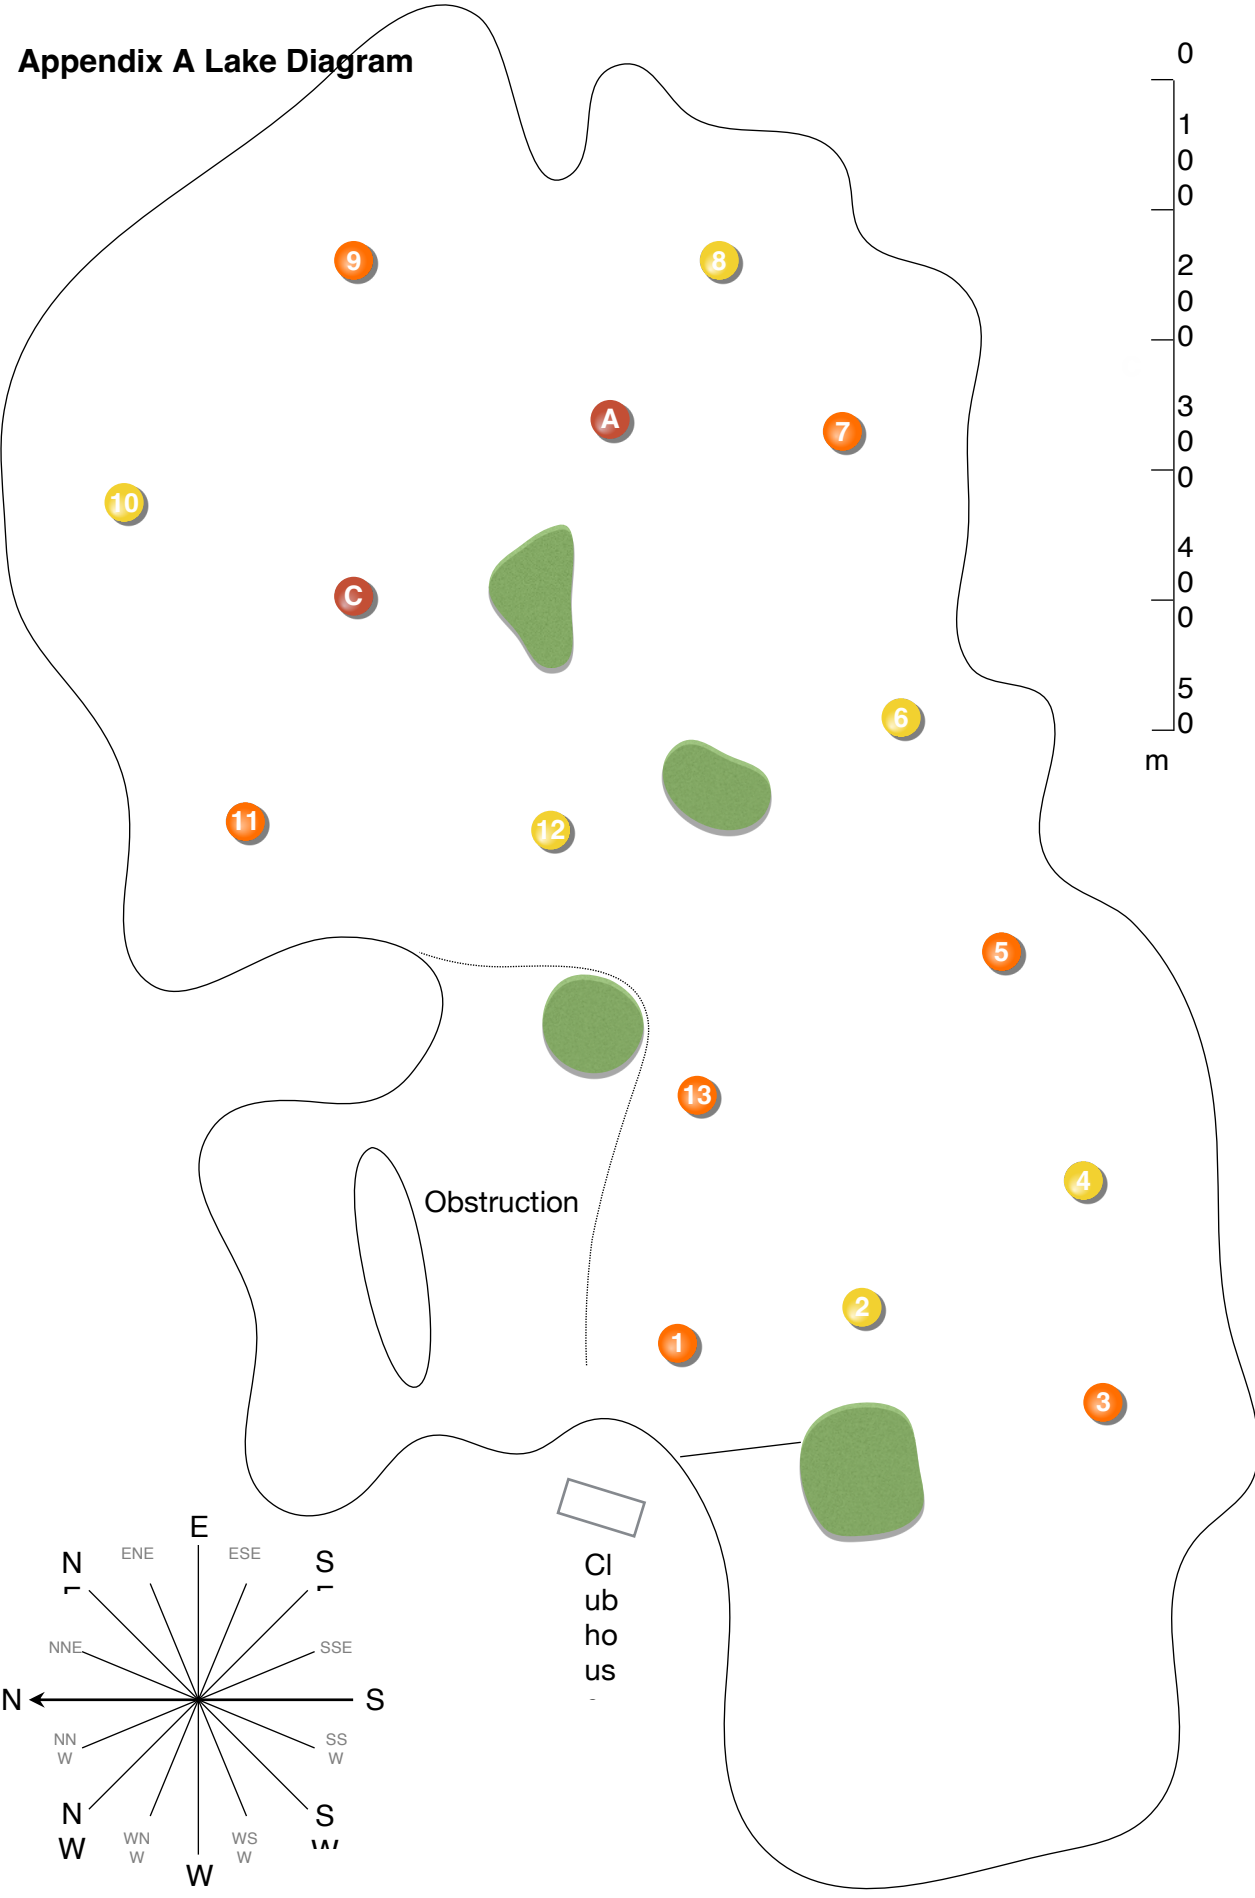 Appendix A Lake Diagram
0
1
0
0
9
8
2
0
0
A
7
3
0
0
10
4
0
0
C
5
0
m
6
11
12
5
13
4
Obstruction
2
1
3
Cl
ub
ho
us
E
ENE
ESE
N
S
NNE
SSE
N
S
NN
W
SS
W
N
W
S
WN
W
WS
W
W